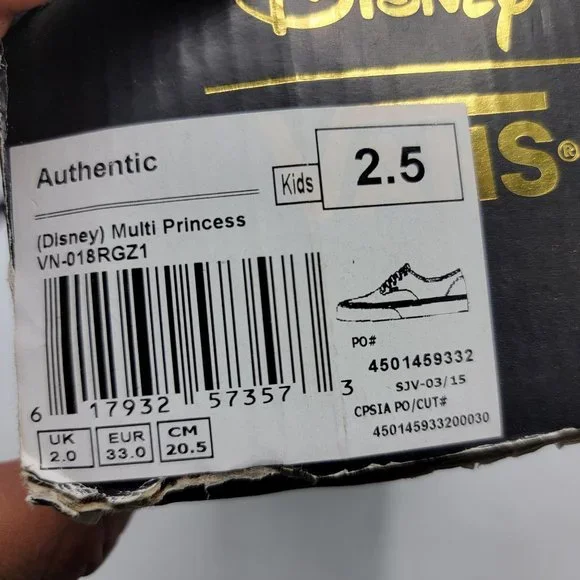 Disney
Authentic
Kids
2.5
(Disney) Multi Princess
VN-018RGZ1
6 17932 57357 3
PO#
4501459332
SJV-03/15
CPSIA PO/CUT#
450145933200030
UK
2.0
EUR
33.0
CM
20.5